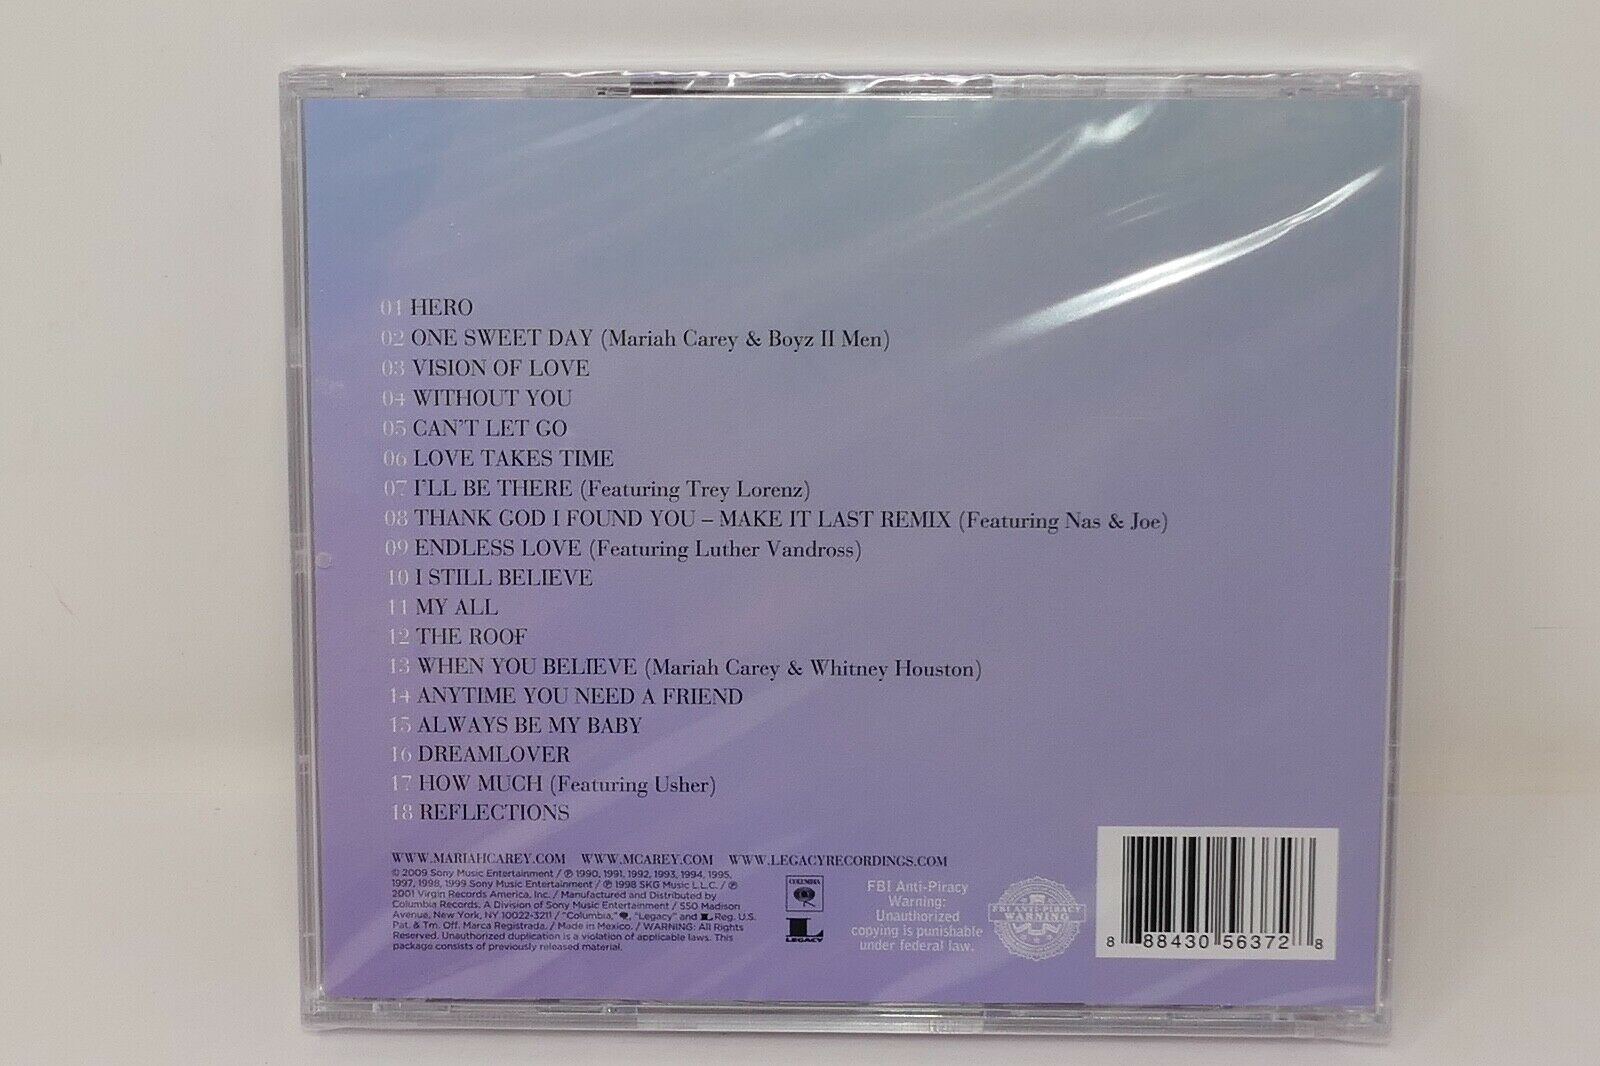 01 HERO
02 ONE SWEET DAY (Mariah Carey & Boyz II Men)
03 VISION OF LOVE
04 WITHOUT YOU
05 CAN'T LET GO
06 LOVE TAKES TIME
07 I'LL BE THERE (Featuring Trey Lorenz)
08 THANK GOD I FOUND YOU – MAKE IT LAST REMIX (Featuring Nas & Joe)
09 ENDLESS LOVE (Featuring Luther Vandross)
10 I STILL BELIEVE
11 MY ALL
12 THE ROOF
13 WHEN YOU BELIEVE (Mariah Carey & Whitney Houston)
14 ANYTIME YOU NEED A FRIEND
15 ALWAYS BE MY BABY
16 DREAMLOVER
17 HOW MUCH (Featuring Usher)
18 REFLECTIONS
WWW.MARIAHCAREY.COM WWW.MCAREY.COM WWW.LEGACYRECORDINGS.COM
© 2009 Sony Music Entertainment / ℗ 1990, 1991, 1992, 1993, 1994, 1995,
1997, 1998, 1999 Sony Music Entertainment / ℗ 1998 SKG Music L.L.C. / ℗
2001 Virgin Records America, Inc. / Manufactured and Distributed by
Columbia Records, A Division of Sony Music Entertainment / 550 Madison
Avenue, New York, NY 10022-3211 / "Columbia," "Legacy" and L Reg. U.S.
Pat. & Tm. Off. Marca Registrada. / Made in Mexico. / WARNING: All Rights
Reserved. Unauthorized duplication is a violation of applicable laws. This
package consists of previously released material.
COLUMBIA
L
LEGACY
FBI Anti-Piracy
Warning:
Unauthorized
copying is punishable
under federal law.
FBI ANTI-PIRACY
WARNING
8 88430 56372 8